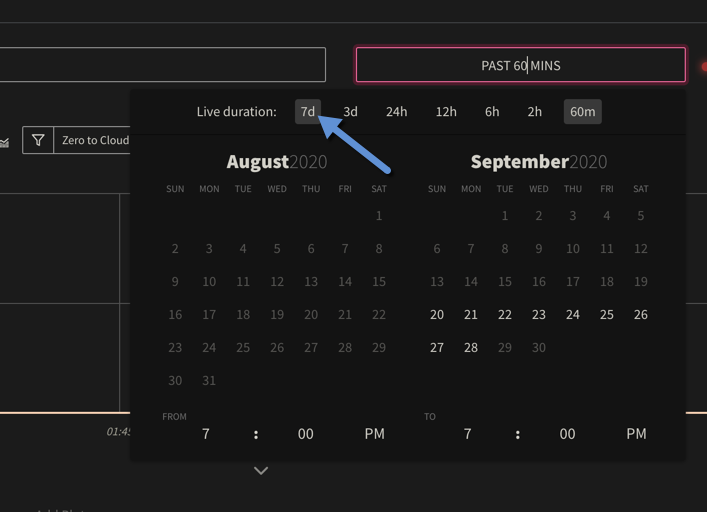 PAST 60 MINS
Live duration: 7d 3d 24h 12h 6h 2h 60m
Zero to Cloud
August 2020
SUN MON TUE WED THU FRI SAT
1
2 3 4 5 6 7 8
9 10 11 12 13 14 15
16 17 18 19 20 21 22
23 24 25 26 27 28 29
30 31
September 2020
SUN MON TUE WED THU FRI SAT
1 2 3 4 5
6 7 8 9 10 11 12
13 14 15 16 17 18 19
20 21 22 23 24 25 26
27 28 29 30
FROM
7 : 00 PM
TO
7 : 00 PM
01:45